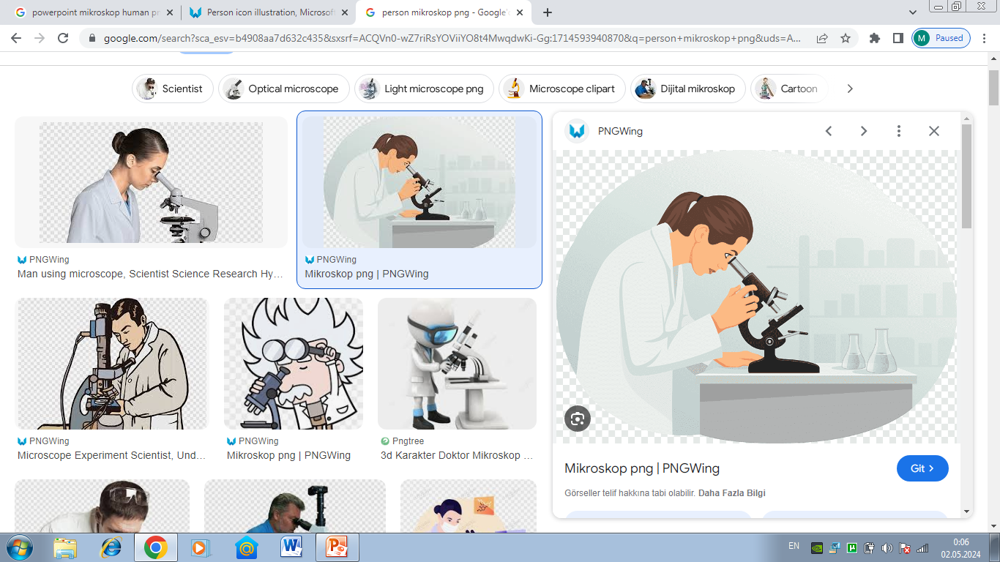 powerpoint mikroskop human pr
Person icon illustration, Microsof
person mikroskop png - Google'
google.com/search?sca_esv=b4908aa7d632c435&sxsrf=ACQVn0-wZ7riRsYOViiYO8t4MwqdwKi-Gg:1714593940870&q=person+mikroskop+png&uds=A...
M Paused
Scientist
Optical microscope
Light microscope png
Microscope clipart
Dijital mikroskop
Cartoon
PNGWing
Man using microscope, Scientist Science Research Hy...
PNGWing
Mikroskop png | PNGWing
PNGWing
Microscope Experiment Scientist, Und...
PNGWing
Mikroskop png | PNGWing
Pngtree
3d Karakter Doktor Mikroskop ...
PNGWing
Mikroskop png | PNGWing
Git
Görseller telif hakkına tabi olabilir. Daha Fazla Bilgi
EN
0:06
02.05.2024